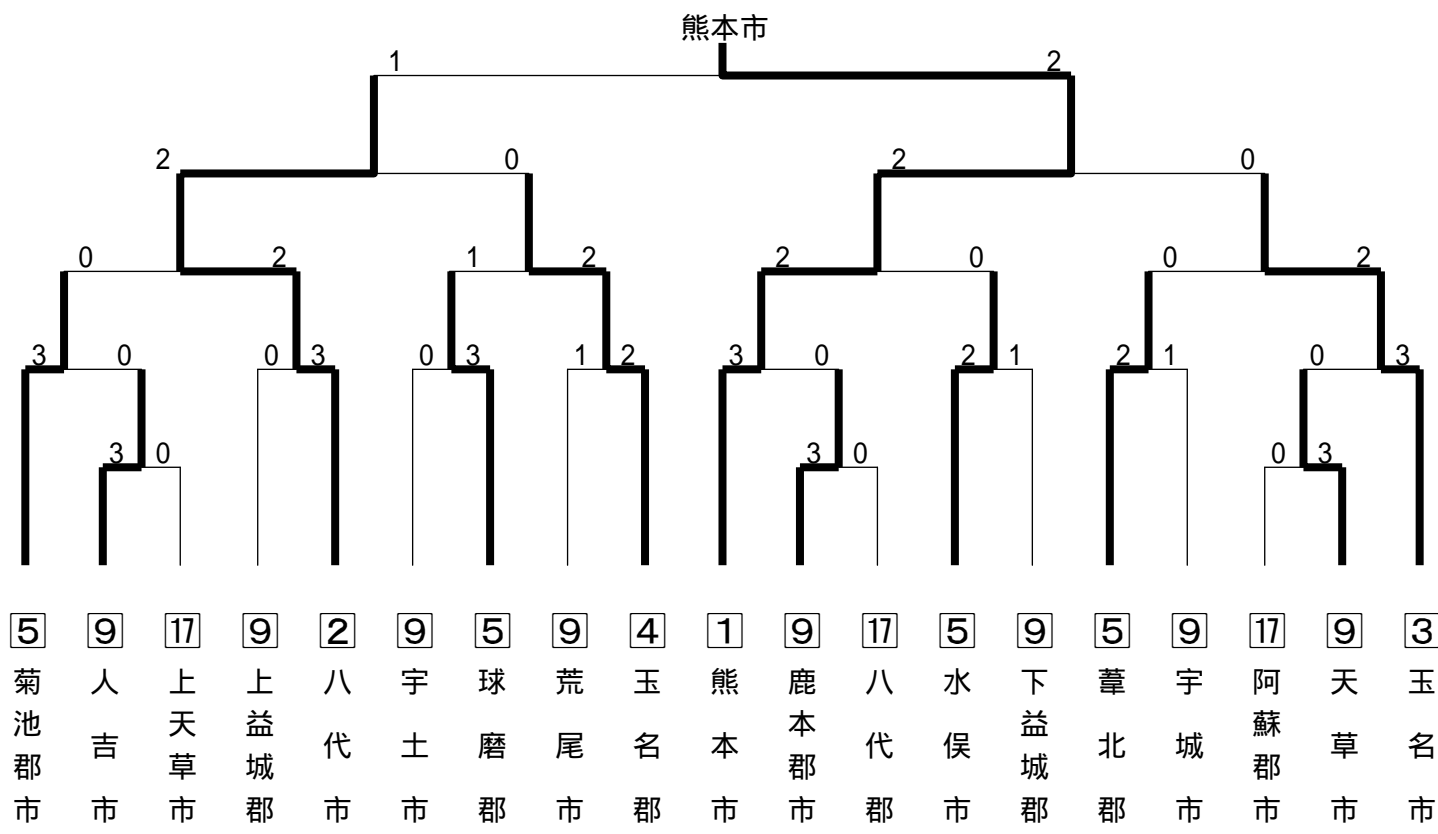 熊本市
1 2
2 0 2 0
0 2 1 2 2 0 0 2
3 0 0 3 0 3 1 2 3 0 2 1 2 1 0 3
3 0 3 0 0 3
5 9 17 9 2 9 5 9 4 1 9 17 5 9 5 9 17 9 3
菊池郡市
人吉市
上天草市
上益城郡
八代市
宇土市
球磨郡
荒尾市
玉名郡
熊本市
鹿本郡市
八代郡
水俣市
下益城郡
葦北郡
宇城市
阿蘇郡市
天草市
玉名市